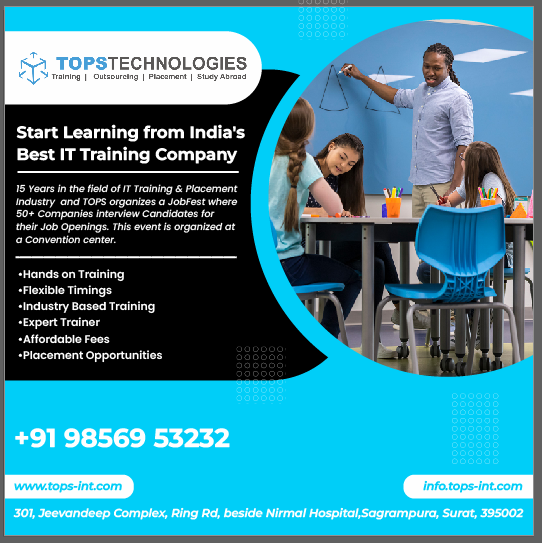 TOPSTECHNOLOGIES
Training | Outsourcing | Placement | Study Abroad
Start Learning from India's
Best IT Training Company
15 Years in the field of IT Training & Placement
Industry and TOPS organizes a JobFest where
50+ Companies interview Candidates for
their Job Openings. This event is organized at
a Convention center.
•Hands on Training
•Flexible Timings
•Industry Based Training
•Expert Trainer
•Affordable Fees
•Placement Opportunities
+91 98569 53232
www.tops-int.com
info.tops-int.com
301, Jeevandeep Complex, Ring Rd, beside Nirmal Hospital,Sagrampura, Surat, 395002